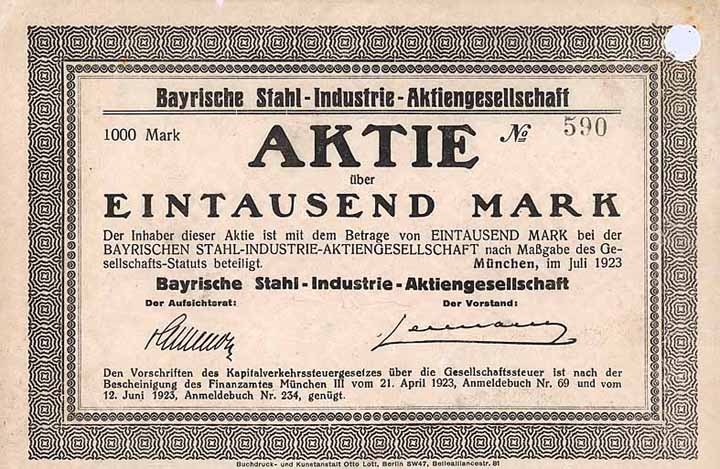 Bayrische Stahl-Industrie-Aktiengesellschaft
1000 Mark
AKTIE
No 590
über
EINTAUSEND MARK
Der Inhaber dieser Aktie ist mit dem Betrage von EINTAUSEND MARK bei der
BAYRISCHEN STAHL-INDUSTRIE-AKTIENGESELLSCHAFT nach Maßgabe des Ge-
sellschafts-Statuts beteiligt. München, im Juli 1923
Bayrische Stahl-Industrie-Aktiengesellschaft
Der Aufsichtsrat: Der Vorstand:
Den Vorschriften des Kapitalverkehrssteuergesetzes über die Gesellschaftssteuer ist nach der
Bescheinigung des Finanzamtes München III vom 21. April 1923, Anmeldebuch Nr. 69 und vom
12. Juni 1923, Anmeldebuch Nr. 234, genügt.
Buchdruck- und Kunstanstalt Otto Lott, Berlin SW47, Belleallianceestr. 81